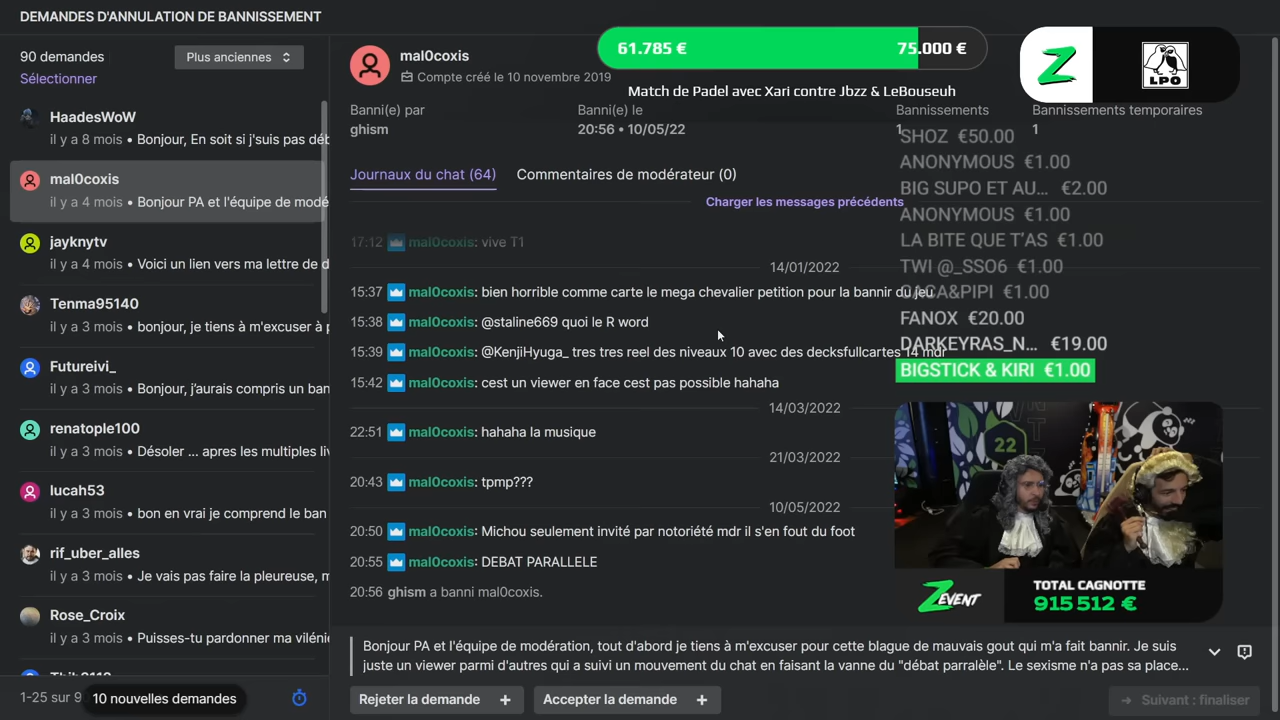 DEMANDES D'ANNULATION DE BANNISSEMENT
90 demandes
Plus anciennes
Sélectionner
HaadesWoW
il y a 8 mois • Bonjour, En soit si j'suis pas déb
mal0coxis
il y a 4 mois • Bonjour PA et l'équipe de modé
jayknytv
il y a 4 mois • Voici un lien vers ma lettre de d
Tenma95140
il y a 3 mois • bonjour, je tiens à m'excuser à p
Futureivi_
il y a 3 mois • Bonjour, j'aurais compris un ban
renatople100
il y a 3 mois • Désoler ... apres les multiples liv
lucah53
il y a 3 mois • bon en vrai je comprend le ban
rif_uber_alles
il y a 3 mois • Je vais pas faire la pleureuse, m
Rose_Croix
il y a 3 mois • Puisses-tu pardonner ma vilénie
1-25 sur 9
10 nouvelles demandes
mal0coxis
Compte créé le 10 novembre 2019
61.785 €
75.000 €
Match de Padel avec Xari contre Jbzz & LeBouseuh
Z
LPO
Banni(e) par
ghism
Banni(e) le
20:56 • 10/05/22
Bannissements
1
Bannissements temporaires
1
Journaux du chat (64)
Commentaires de modérateur (0)
Charger les messages précédents
17:12 mal0coxis: vive T1
14/01/2022
15:37 mal0coxis: bien horrible comme carte le mega chevalier petition pour la bannir du jeu
15:38 mal0coxis: @staline669 quoi le R word
15:39 mal0coxis: @KenjiHyuga_ tres tres reel des niveaux 10 avec des decksfullcartes 14 mdr
15:42 mal0coxis: cest un viewer en face cest pas possible hahaha
14/03/2022
22:51 mal0coxis: hahaha la musique
21/03/2022
20:43 mal0coxis: tpmp???
10/05/2022
20:50 mal0coxis: Michou seulement invité par notoriété mdr il s'en fout du foot
20:55 mal0coxis: DEBAT PARALLELE
20:56 ghism a banni mal0coxis.
SHOZ €50.00
ANONYMOUS €1.00
BIG SUPO ET AU... €2.00
ANONYMOUS €1.00
LA BITE QUE T'AS €1.00
TWI @_SSO6 €1.00
CACA&PIPI €1.00
FANOX €20.00
DARKEYRAS_N... €19.00
BIGSTICK & KIRI €1.00
22
ZEVENT
TOTAL CAGNOTTE
915 512 €
Bonjour PA et l'équipe de modération, tout d'abord je tiens à m'excuser pour cette blague de mauvais gout qui m'a fait bannir. Je suis
juste un viewer parmi d'autres qui a suivi un mouvement du chat en faisant la vanne du "débat parralèle". Le sexisme n'a pas sa place...
Rejeter la demande +
Accepter la demande +
Suivant : finaliser